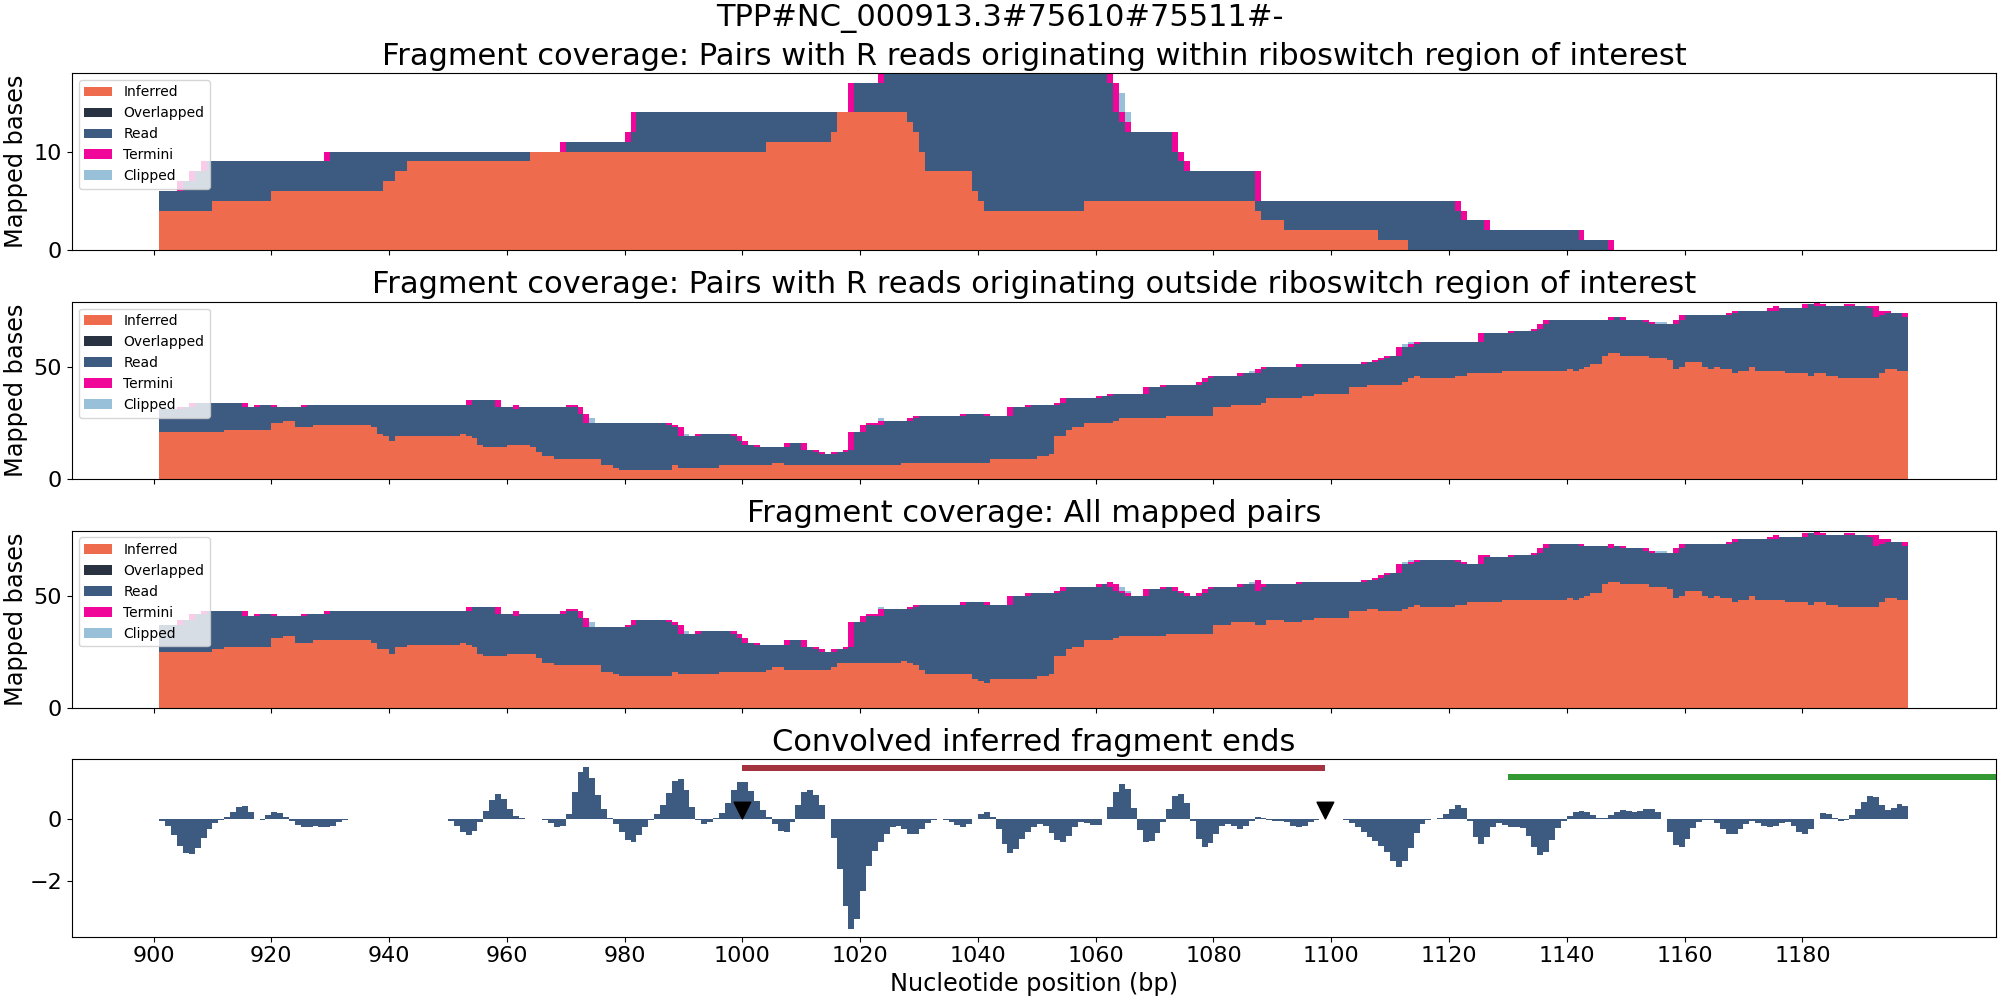 TPP#NC_000913.3#75610#75511#-
Fragment coverage: Pairs with R reads originating within riboswitch region of interest
Mapped bases
10
0
Inferred
Overlapped
Read
Termini
Clipped
Fragment coverage: Pairs with R reads originating outside riboswitch region of interest
Mapped bases
50
0
Inferred
Overlapped
Read
Termini
Clipped
Fragment coverage: All mapped pairs
Mapped bases
50
0
Inferred
Overlapped
Read
Termini
Clipped
Convolved inferred fragment ends
0
−2
900 920 940 960 980 1000 1020 1040 1060 1080 1100 1120 1140 1160 1180
Nucleotide position (bp)